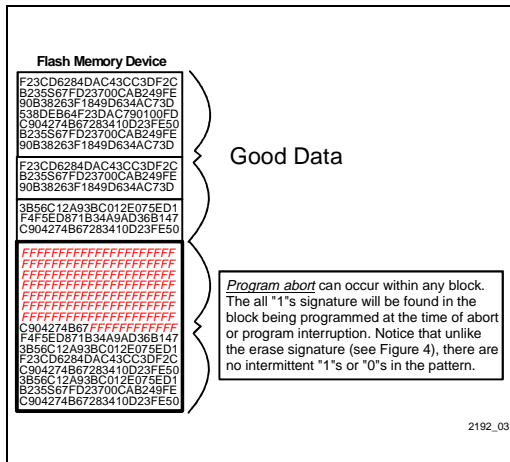 Flash Memory Device
F23CD6284DAC43CC3DF2C
B235S67FD23700CAB249FE
90B38263F1849D634AC73D
538DEB64F23DAC790100FD
C904274B67283410D23FE50
B235S67FD23700CAB249FE
90B38263F1849D634AC73D
F23CD6284DAC43CC3DF2C
B235S67FD23700CAB249FE
90B38263F1849D634AC73D
3B56C12A93BC012E075ED1
F4F5ED871B34A9AD36B147
C904274B67283410D23FE50
Good Data
FFFFFFFFFFFFFFFFFFFFFF
FFFFFFFFFFFFFFFFFFFFFF
FFFFFFFFFFFFFFFFFFFFFF
FFFFFFFFFFFFFFFFFFFFFF
FFFFFFFFFFFFFFFFFFFFFF
FFFFFFFFFFFFFFFFFFFFFF
C904274B67FFFFFFFFFFFF
F4F5ED871B34A9AD36B147
3B56C12A93BC012E075ED1
F23CD6284DAC43CC3DF2C
C904274B67283410D23FE50
3B56C12A93BC012E075ED1
B235S67FD23700CAB249FE
C904274B67283410D23FE50
Program abort can occur within any block.
The all "1"s signature will be found in the
block being programmed at the time of abort
or program interruption. Notice that unlike
the erase signature (see Figure 4), there are
no intermittent "1"s or "0"s in the pattern.
2192_03